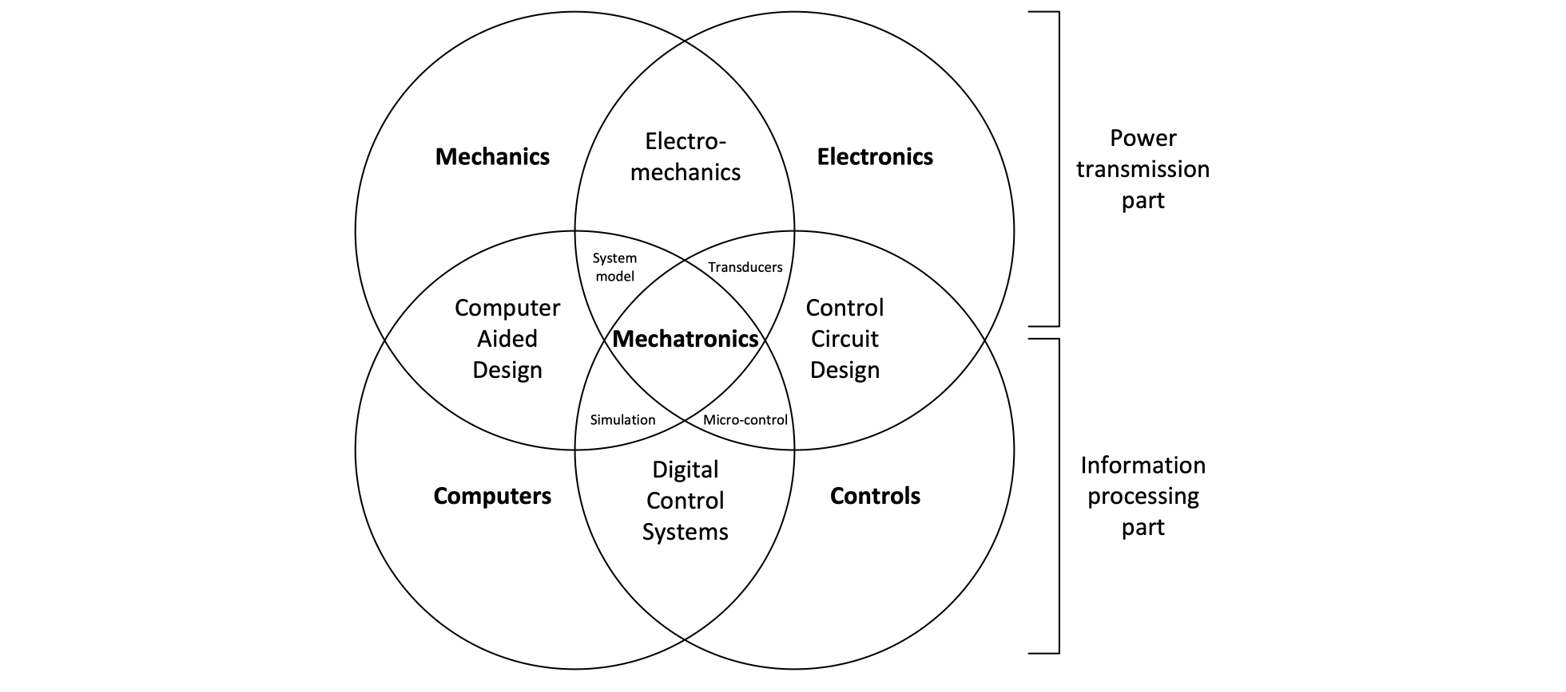 Mechanics
Electro-
mechanics
Electronics
Power
transmission
part
System
model
Transducers
Computer
Aided
Design
Mechatronics
Control
Circuit
Design
Simulation
Micro-control
Computers
Digital
Control
Systems
Controls
Information
processing
part